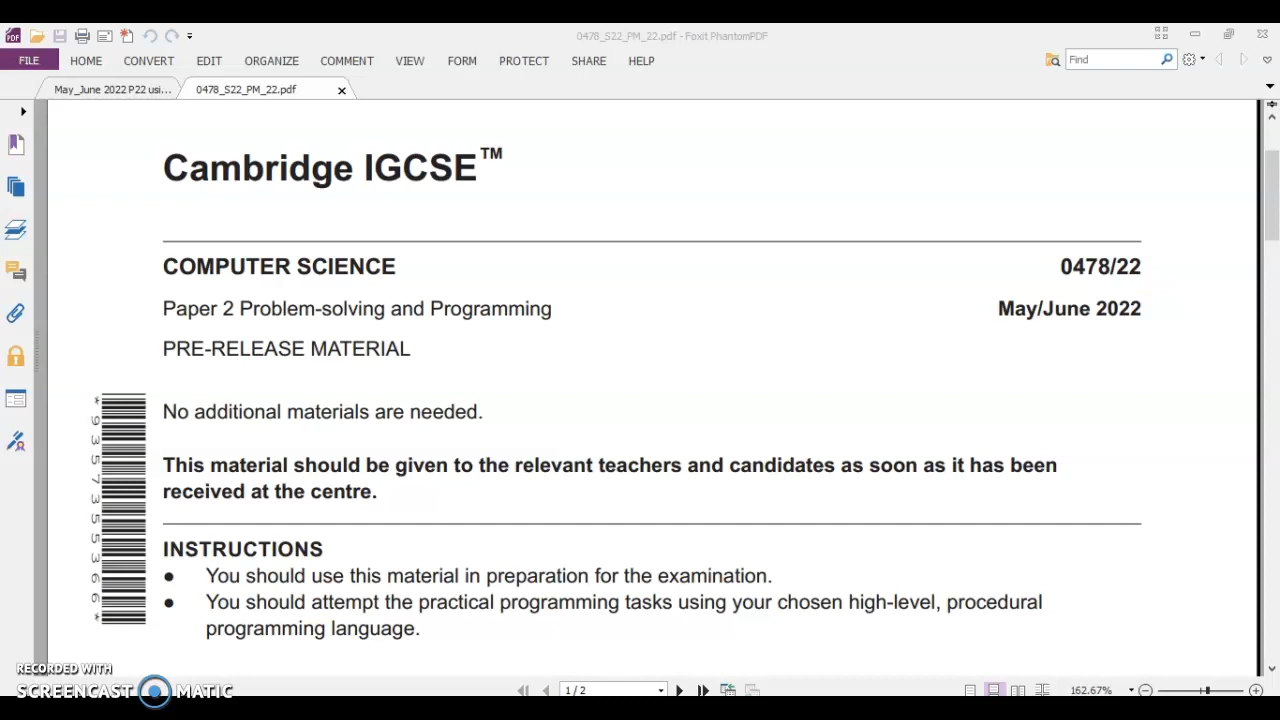 0478_S22_PM_22.pdf - Foxit PhantomPDF
FILE HOME CONVERT EDIT ORGANIZE COMMENT VIEW FORM PROTECT SHARE HELP Find
May_June 2022 P22 usi... 0478_S22_PM_22.pdf
Cambridge IGCSE™
COMPUTER SCIENCE 0478/22
Paper 2 Problem-solving and Programming May/June 2022
PRE-RELEASE MATERIAL
No additional materials are needed.
This material should be given to the relevant teachers and candidates as soon as it has been
received at the centre.
INSTRUCTIONS
● You should use this material in preparation for the examination.
● You should attempt the practical programming tasks using your chosen high-level, procedural
programming language.
*9357355366*
RECORDED WITH
SCREENCAST MATIC
1 / 2 162.67%